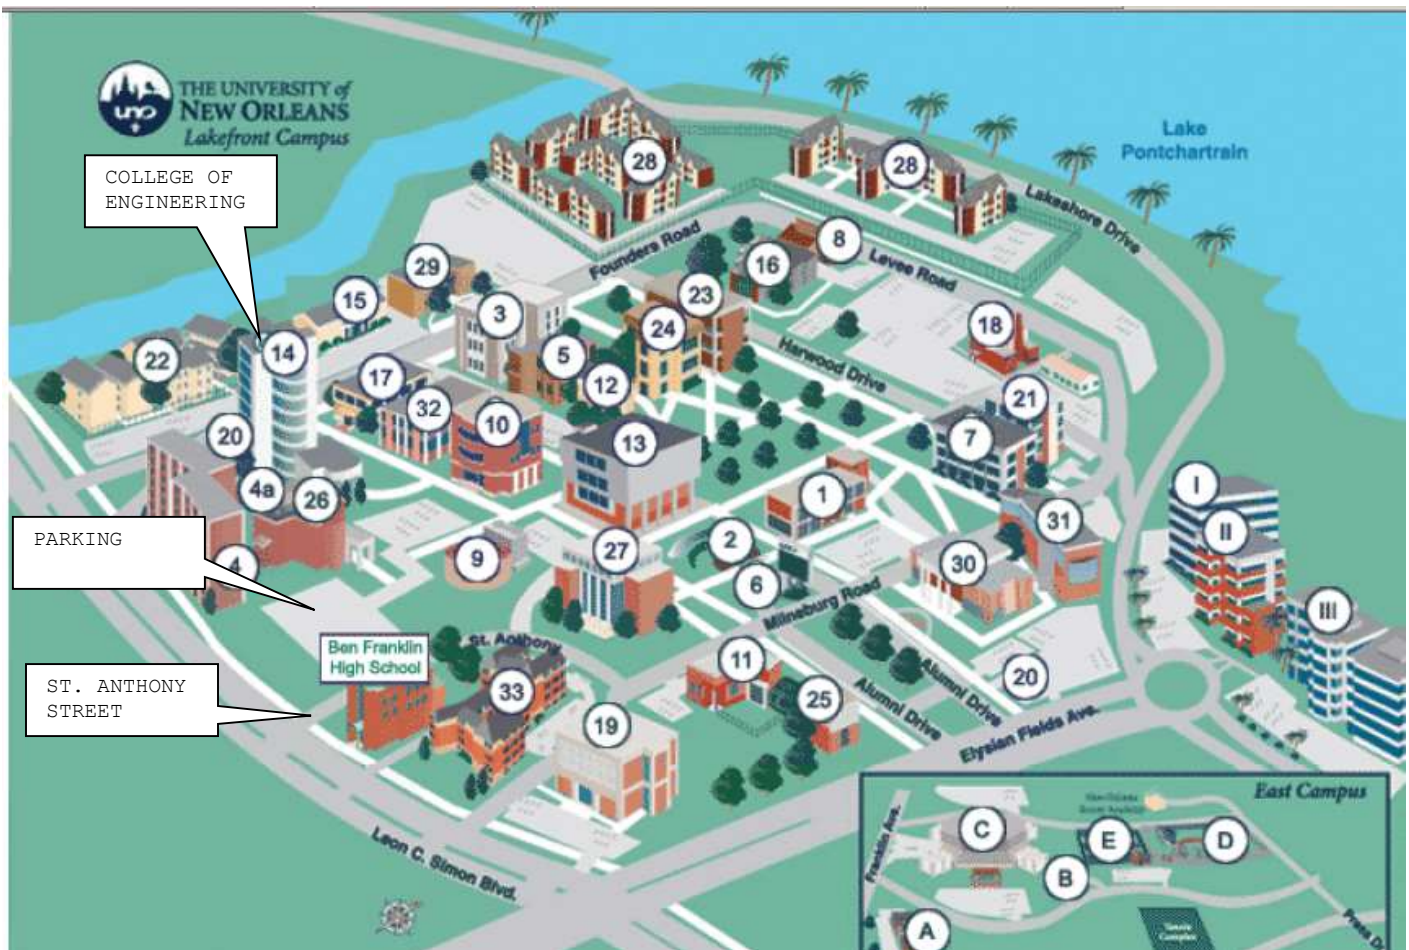 THE UNIVERSITY of
NEW ORLEANS
Lakefront Campus
uno
COLLEGE OF
ENGINEERING
Lake
Pontchartrain
28
28
Lakeshore Drive
Founders Road
8
Levee Road
16
29
15
23
3
24
18
14
22
5
Harwood Drive
17
12
21
32
10
7
20
13
4a
26
1
I
31
II
PARKING
9
27
2
30
4
6
III
Milneburg Road
St. Anthony
Ben Franklin
High School
11
20
ST. ANTHONY
STREET
33
25
Alumni Drive
Alumni Drive
19
Elysian Fields Ave.
Leon C. Simon Blvd.
East Campus
Franklin Ave.
C
E
D
B
A
Tennis
Complex
Press